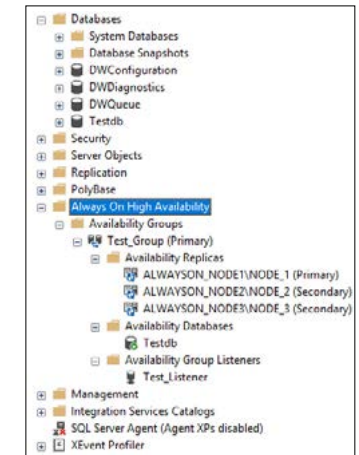 Databases
System Databases
Database Snapshots
DWConfiguration
DWDiagnostics
DWQueue
Testdb
Security
Server Objects
Replication
PolyBase
Always On High Availability
Availability Groups
Test_Group (Primary)
Availability Replicas
ALWAYSON_NODE1\NODE_1 (Primary)
ALWAYSON_NODE2\NODE_2 (Secondary)
ALWAYSON_NODE3\NODE_3 (Secondary)
Availability Databases
Testdb
Availability Group Listeners
Test_Listener
Management
Integration Services Catalogs
SQL Server Agent (Agent XPs disabled)
XEvent Profiler